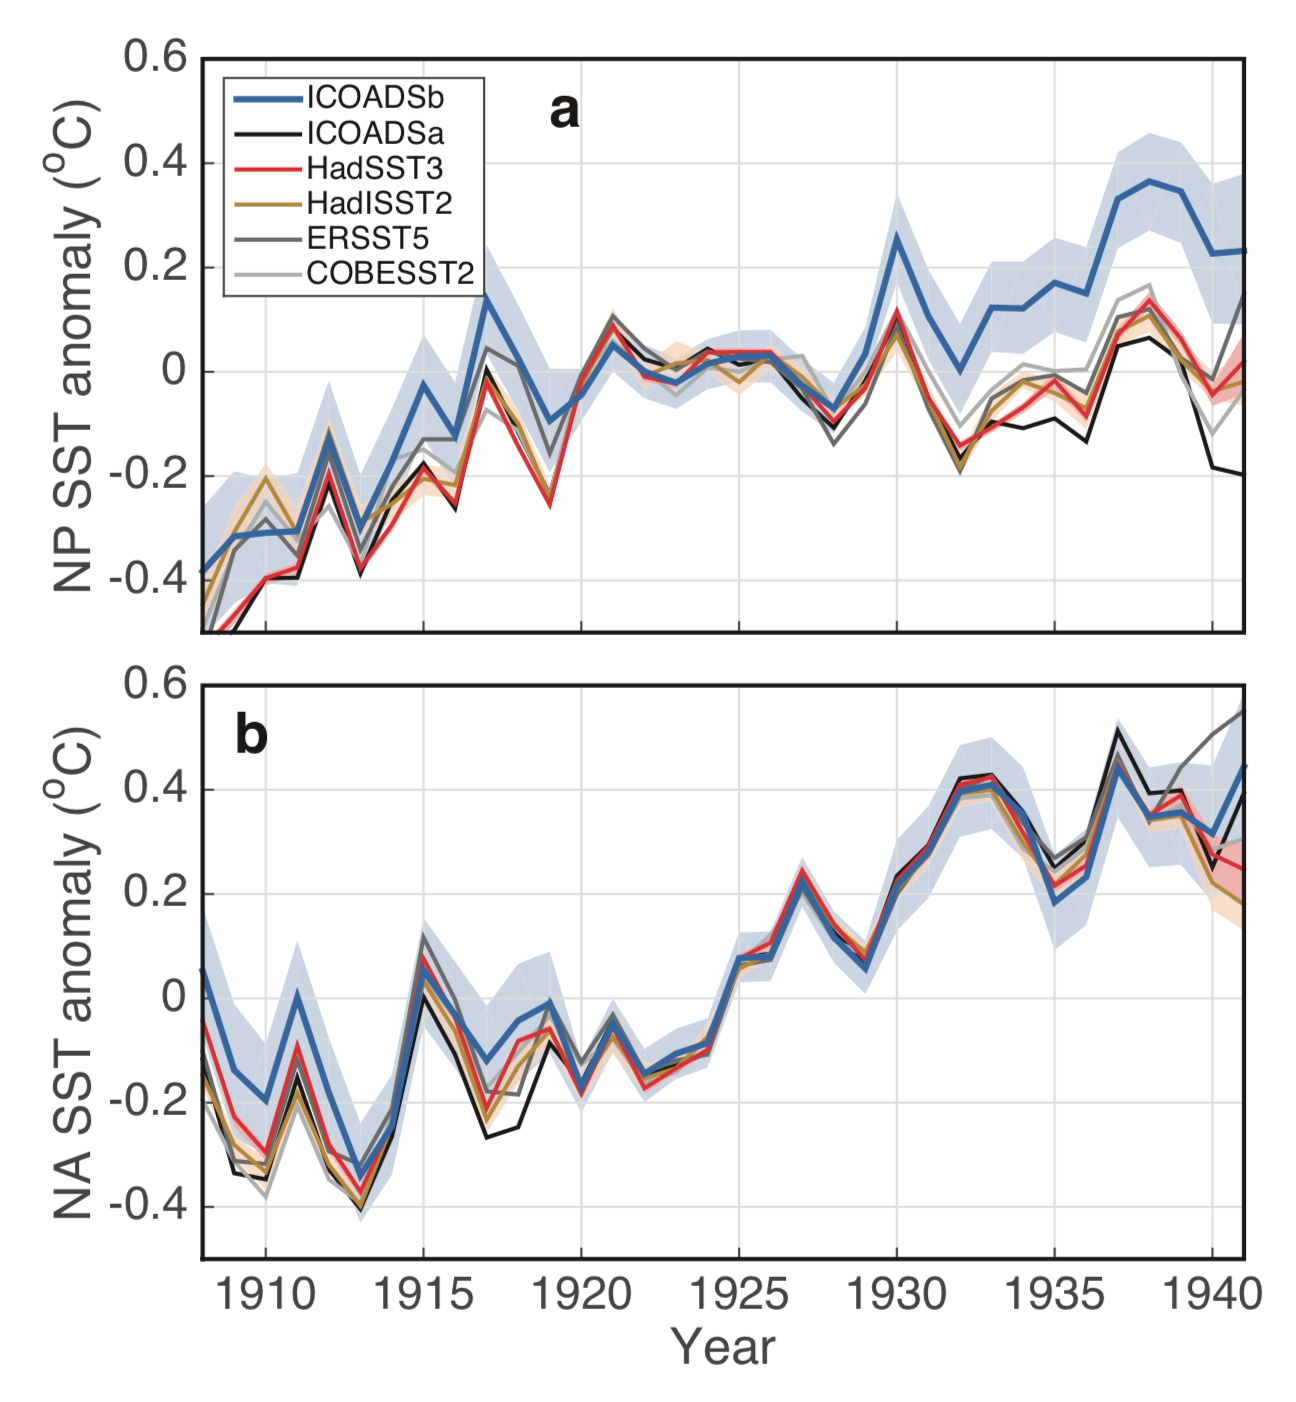 NP SST anomaly (°C)
0.6
0.4
0.2
0
-0.2
-0.4
ICOADSb
ICOADSa
HadSST3
HadISST2
ERSST5
COBESST2
a
NA SST anomaly (°C)
0.6
0.4
0.2
0
-0.2
-0.4
b
1910 1915 1920 1925 1930 1935 1940
Year